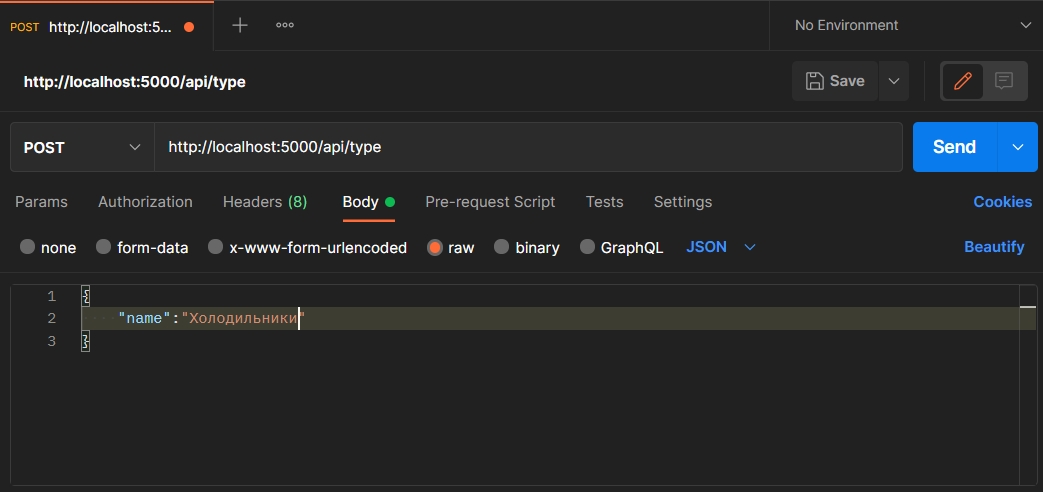 POST http://localhost:5... No Environment
http://localhost:5000/api/type Save
POST http://localhost:5000/api/type Send
Params Authorization Headers (8) Body Pre-request Script Tests Settings Cookies
none form-data x-www-form-urlencoded raw binary GraphQL JSON Beautify
1 {
2 "name":"Холодильники"
3 }